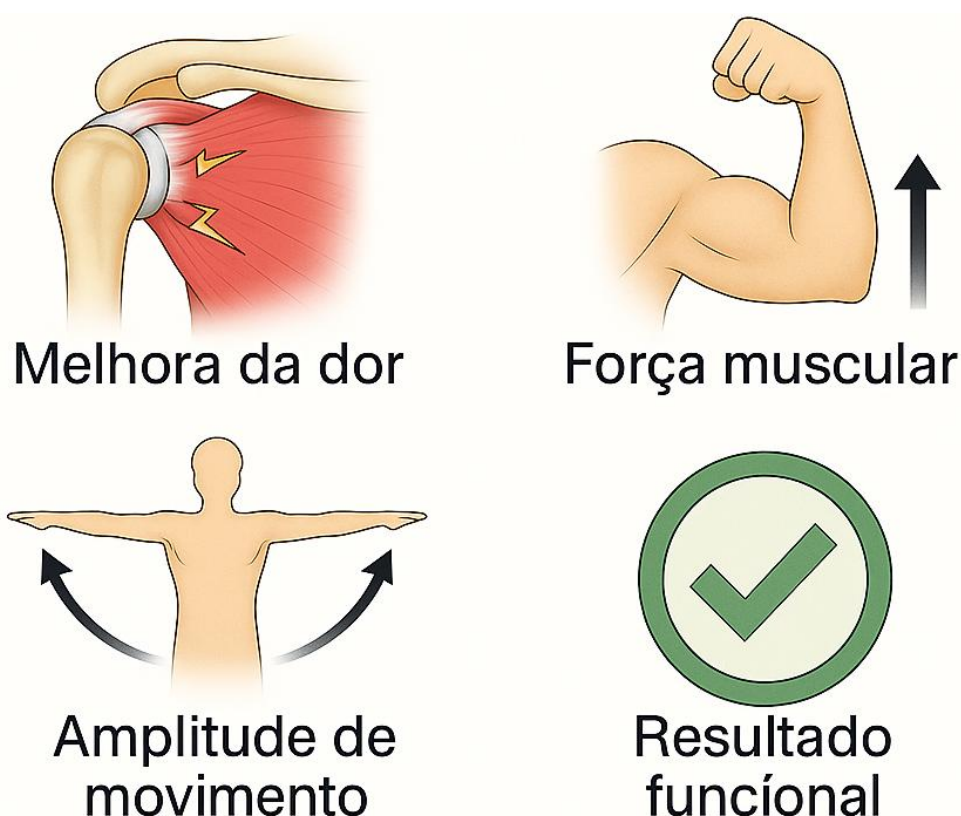 Melhora da dor
Força muscular
Amplitude de
movimento
Resultado
funcíonal